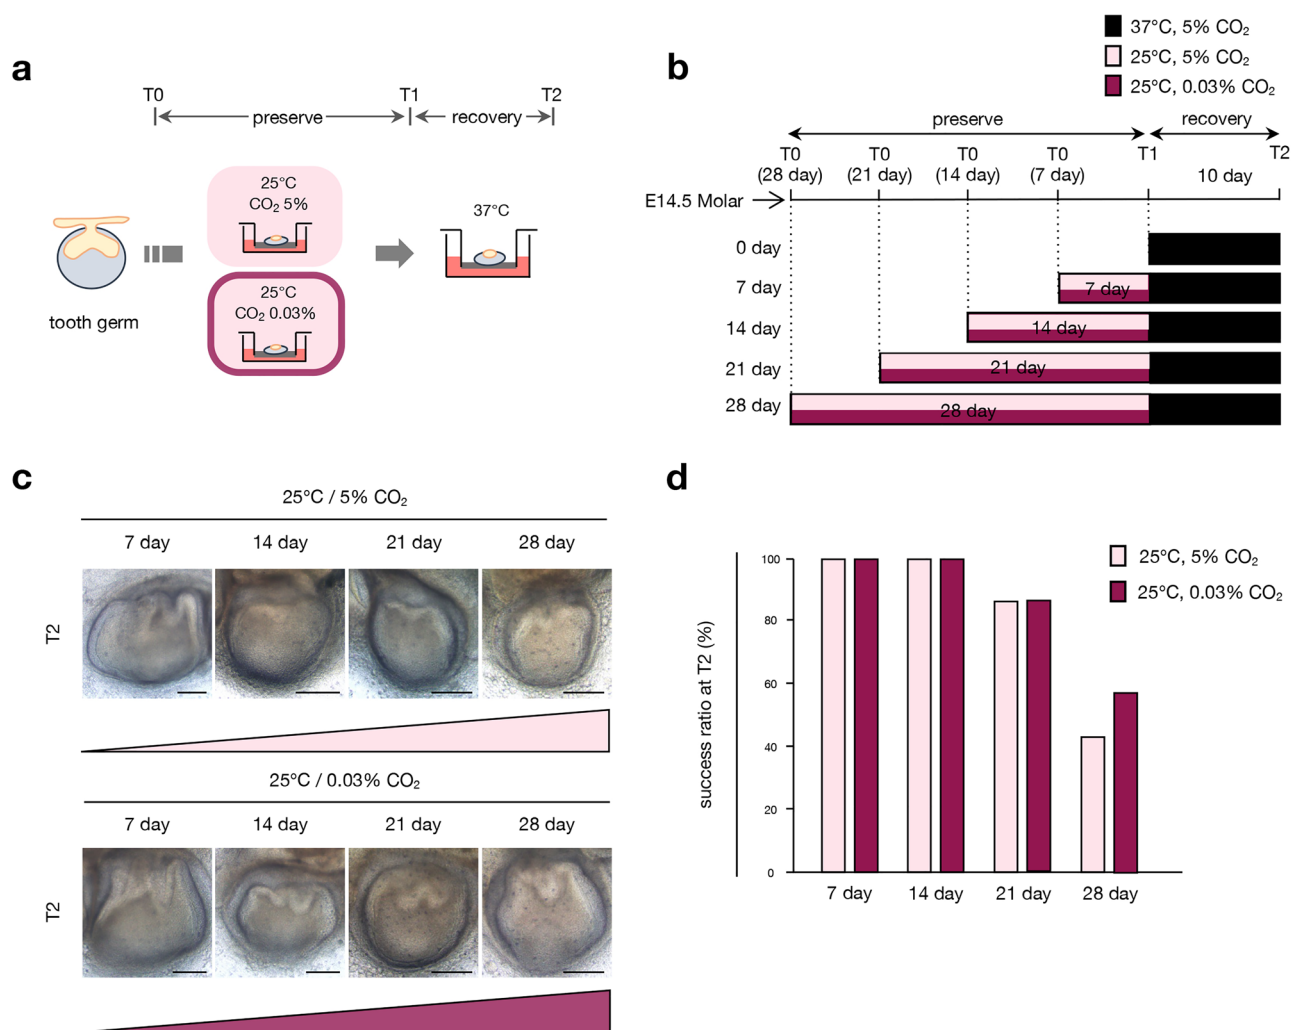 a
T0
T1
T2
preserve
recovery
25°C
CO₂ 5%
25°C
CO₂ 0.03%
37°C
tooth germ
b
37°C, 5% CO₂
25°C, 5% CO₂
25°C, 0.03% CO₂
preserve
recovery
T0
(28 day)
T0
(21 day)
T0
(14 day)
T0
(7 day)
T1
T2
10 day
E14.5 Molar
0 day
7 day
7 day
14 day
14 day
21 day
21 day
28 day
28 day
c
25°C / 5% CO₂
7 day
14 day
21 day
28 day
T2
25°C / 0.03% CO₂
7 day
14 day
21 day
28 day
T2
d
25°C, 5% CO₂
25°C, 0.03% CO₂
success ratio at T2 (%)
100
80
60
40
20
0
7 day
14 day
21 day
28 day